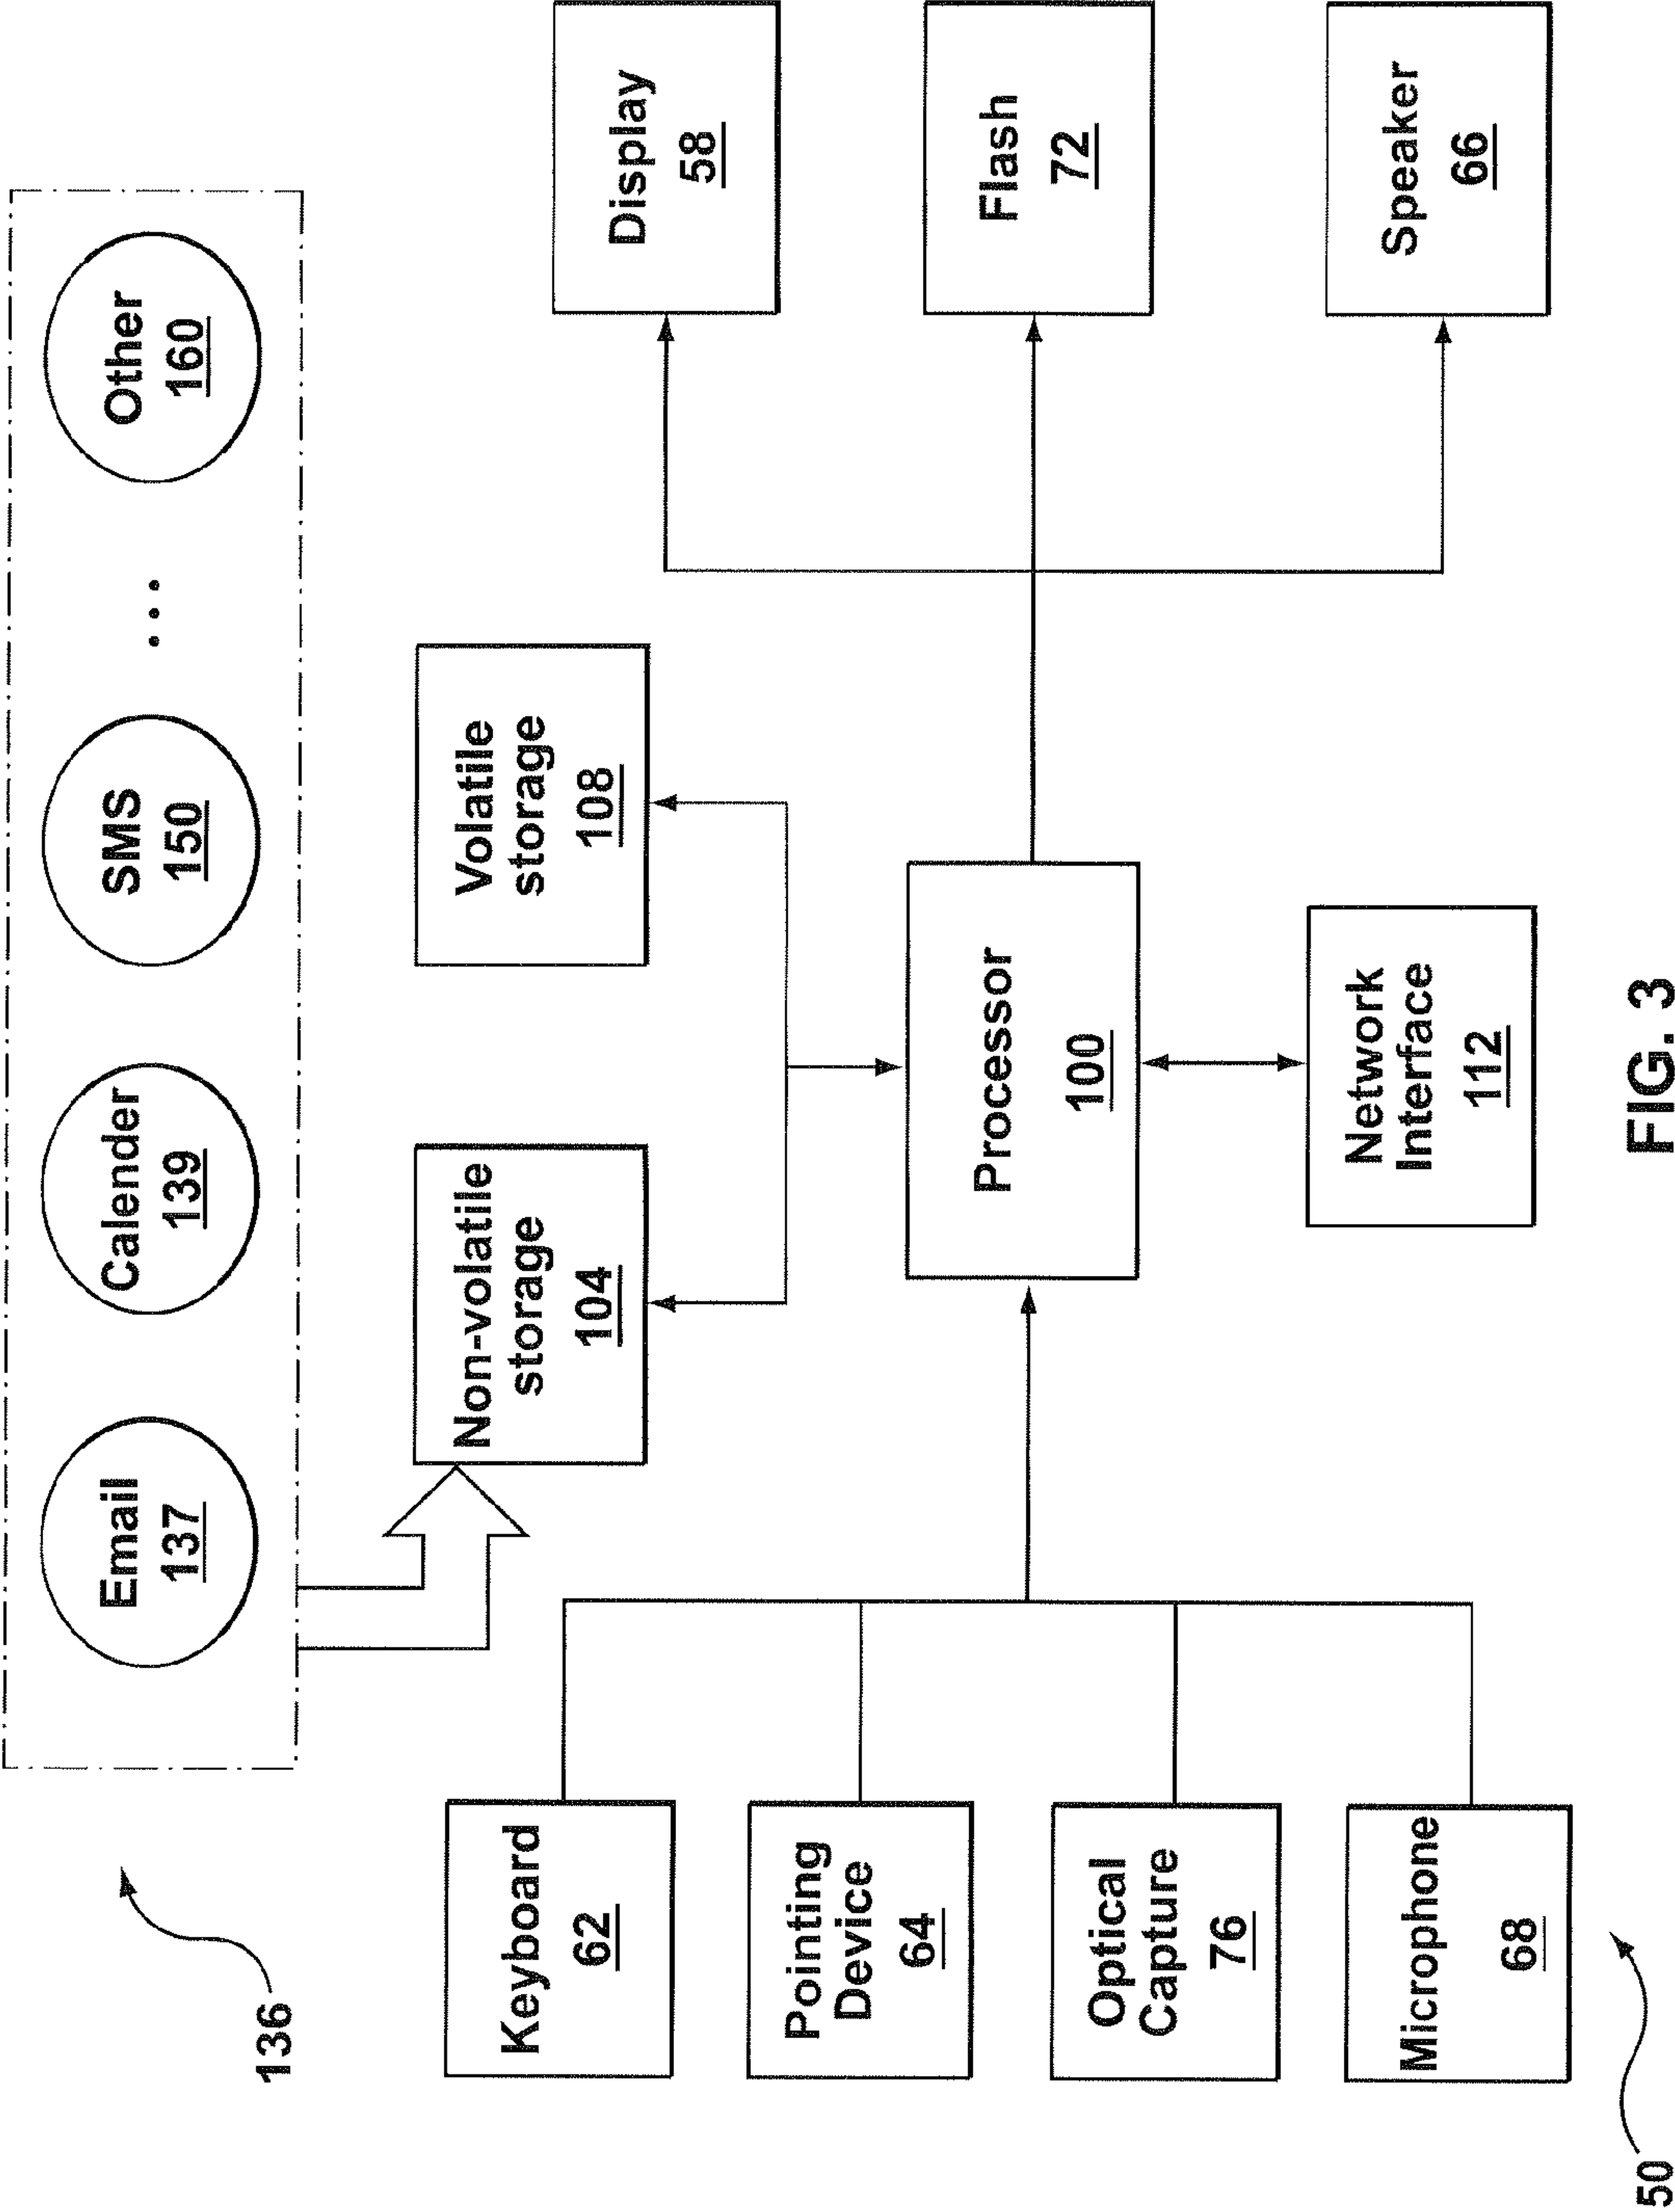 136
Email
137
Calender
139
SMS
150
...
Other
160
Non-volatile
storage
104
Volatile
storage
108
Keyboard
62
Pointing
Device
64
Optical
Capture
76
Microphone
68
Processor
100
Network
Interface
112
Display
58
Flash
72
Speaker
66
50
FIG. 3